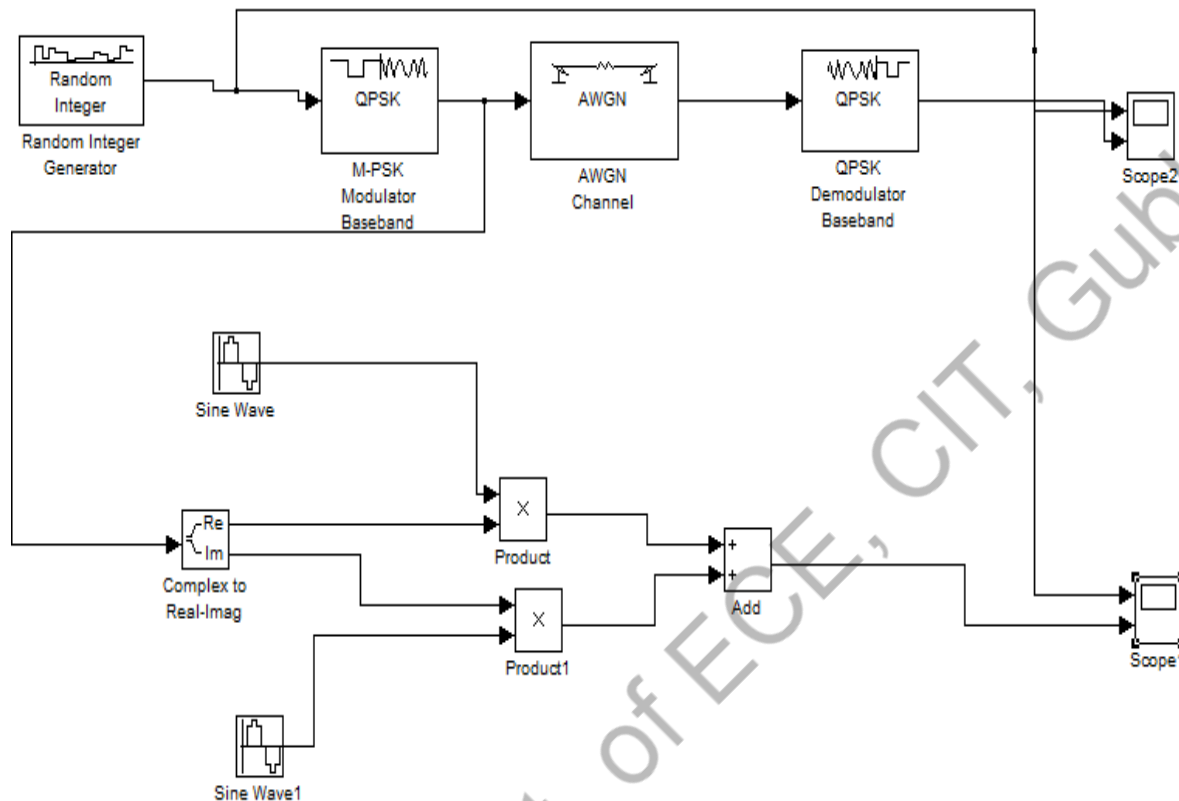 Random
Integer
Random Integer
Generator
QPSK
M-PSK
Modulator
Baseband
AWGN
AWGN
Channel
QPSK
QPSK
Demodulator
Baseband
Scope2
Sine Wave
Re
Im
Complex to
Real-Imag
X
Product
X
Product1
+
+
Add
Scope1
Sine Wave1
of ECE, CIT, Gub